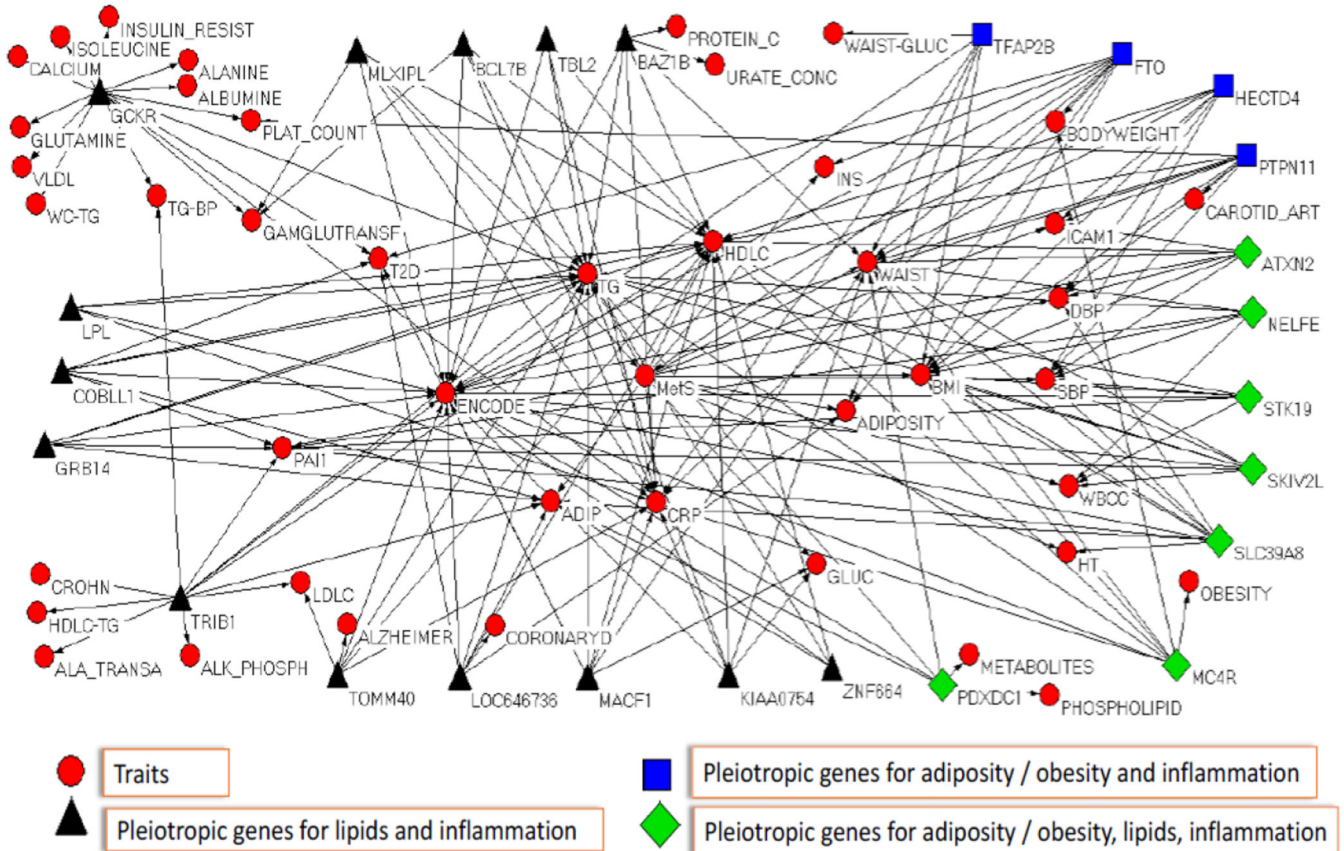 INSULIN_RESIST
ISOLEUCINE
CALCIUM
ALANINE
ALBUMINE
GCKR
PLAT_COUNT
GLUTAMINE
VLDL
WC-TG
TG-BP
GAMGLUTRANSF
MLXIPL
BCL7B
TBL2
BAZ1B
PROTEIN_C
URATE_CONC
WAIST-GLUC
TFAP2B
FTO
HECTD4
BODYWEIGHT
PTPN11
INS
CAROTID_ART
ICAM1
T2D
TG
HDLC
WAIST
ATXN2
DBP
NELFE
LPL
COBLL1
ENCODE
MetS
BMI
SBP
ADIPOSITY
STK19
GRB14
PAI1
SKIV2L
WBCC
ADIP
CRP
SLC39A8
HT
GLUC
CROHN
HDLC-TG
TRIB1
LDLC
OBESITY
ALA_TRANSA
ALK_PHOSPH
ALZHEIMER
CORONARYD
METABOLITES
MC4R
TOMM40
LOC646736
MACF1
KIAA0754
ZNF664
PDXDC1
PHOSPHOLIPID
Traits
Pleiotropic genes for adiposity / obesity and inflammation
Pleiotropic genes for lipids and inflammation
Pleiotropic genes for adiposity / obesity, lipids, inflammation